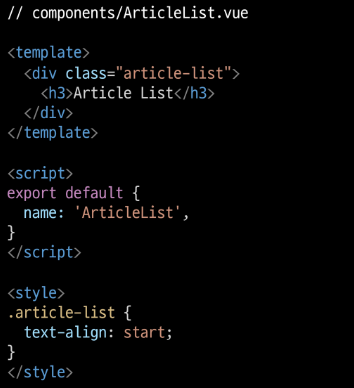 // components/ArticleList.vue

<template>
  <div class="article-list">
    <h3>Article List</h3>
  </div>
</template>

<script>
export default {
  name: 'ArticleList',
}
</script>

<style>
.article-list {
  text-align: start;
}
</style>